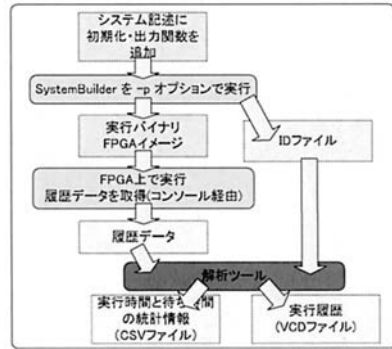 システム記述に
初期化・出力関数を
追加
SystemBuilder を -p オプションで実行
実行バイナリ
FPGAイメージ
IDファイル
FPGA上で実行
履歴データを取得(コンソール経由)
履歴データ
解析ツール
実行時間と待ち 間
の統計情報
(CSVファイル)
実行履歴
(VCDファイル)